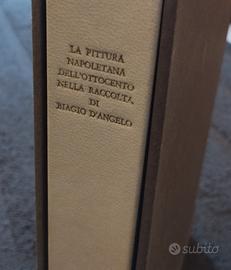 LA PITTURA
NAPOLETANA
DELL'OTTOCENTO
NELLA RACCOLTA
DI
BIAGIO D'ANGELO
subito